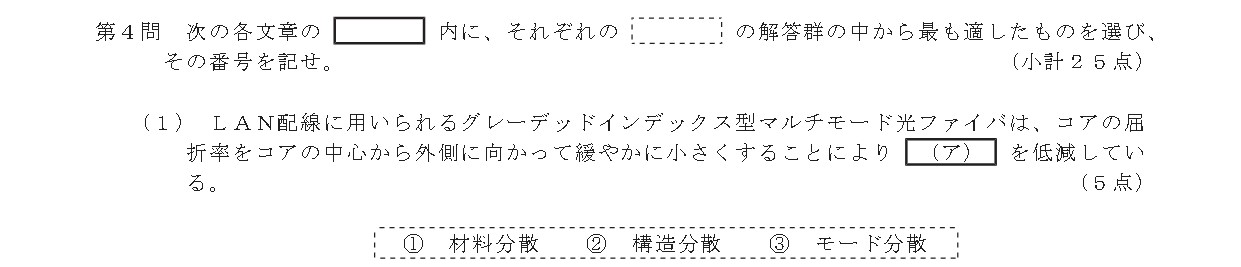 第４問　次の各文章の　　　　内に、それぞれの　　　　の解答群の中から最も適したものを選び、
その番号を記せ。　（小計２５点）
（１）　ＬＡＮ配線に用いられるグレーデッドインデックス型マルチモード光ファイバは、コアの屈
折率をコアの中心から外側に向かって緩やかに小さくすることにより　（ア）　を低減してい
る。　（５点）
①　材料分散　　②　構造分散　　③　モード分散